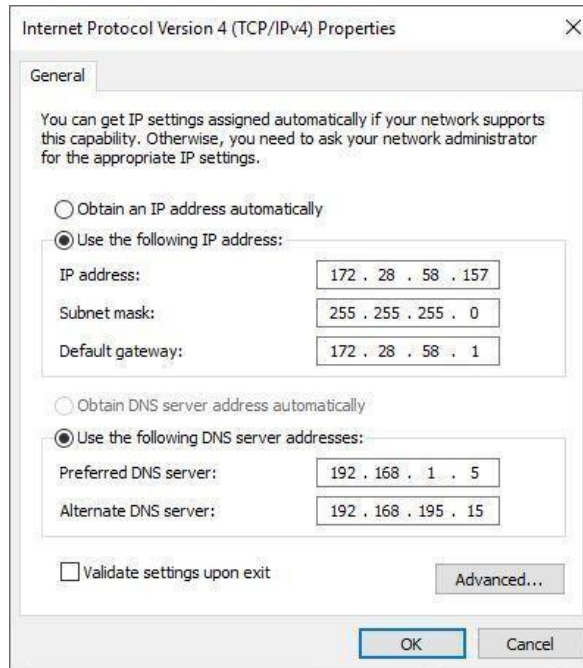 Internet Protocol Version 4 (TCP/IPv4) Properties
General
You can get IP settings assigned automatically if your network supports
this capability. Otherwise, you need to ask your network administrator
for the appropriate IP settings.
Obtain an IP address automatically
Use the following IP address:
IP address: 172 . 28 . 58 . 157
Subnet mask: 255 . 255 . 255 . 0
Default gateway: 172 . 28 . 58 . 1
Obtain DNS server address automatically
Use the following DNS server addresses:
Preferred DNS server: 192 . 168 . 1 . 5
Alternate DNS server: 192 . 168 . 195 . 15
Validate settings upon exit
Advanced...
OK Cancel